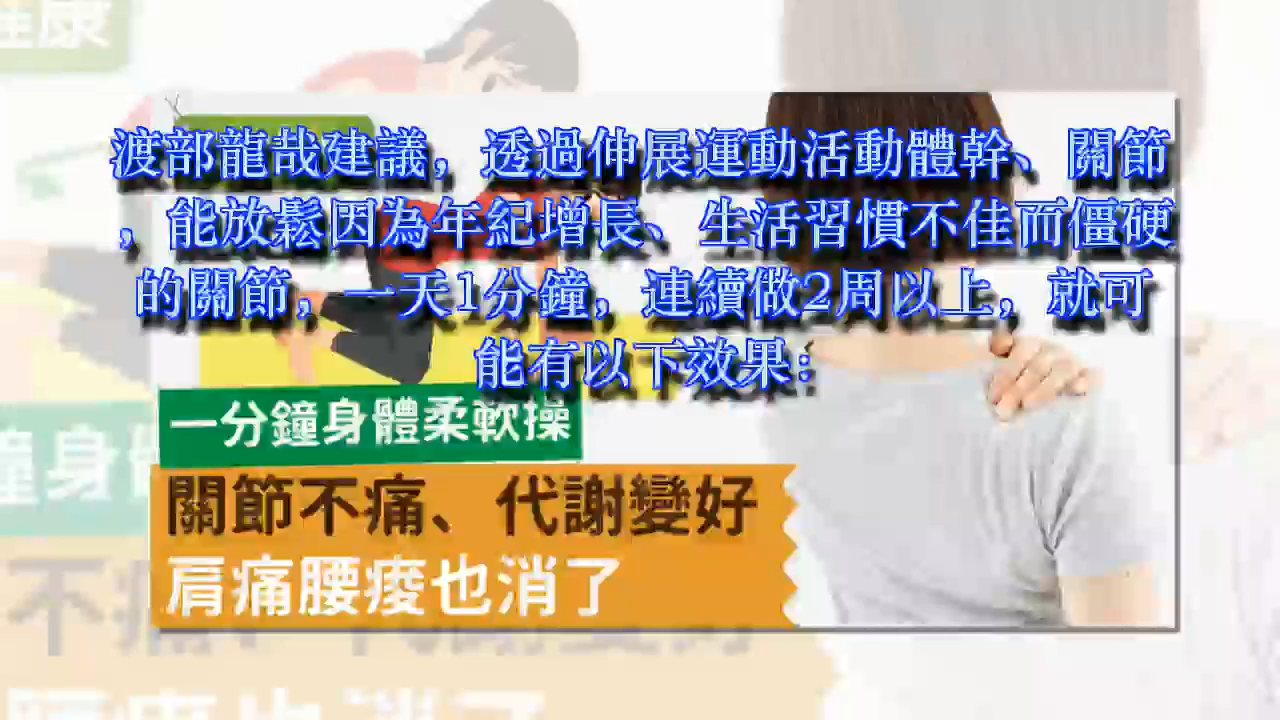 渡部龍哉建議，透過伸展運動活動體幹、關節
，能放鬆因為年紀增長、生活習慣不佳而僵硬
的關節，一天1分鐘，連續做2周以上，就可
能有以下效果：
一分鐘身體柔軟操
關節不痛、代謝變好
肩痛腰痠也消了